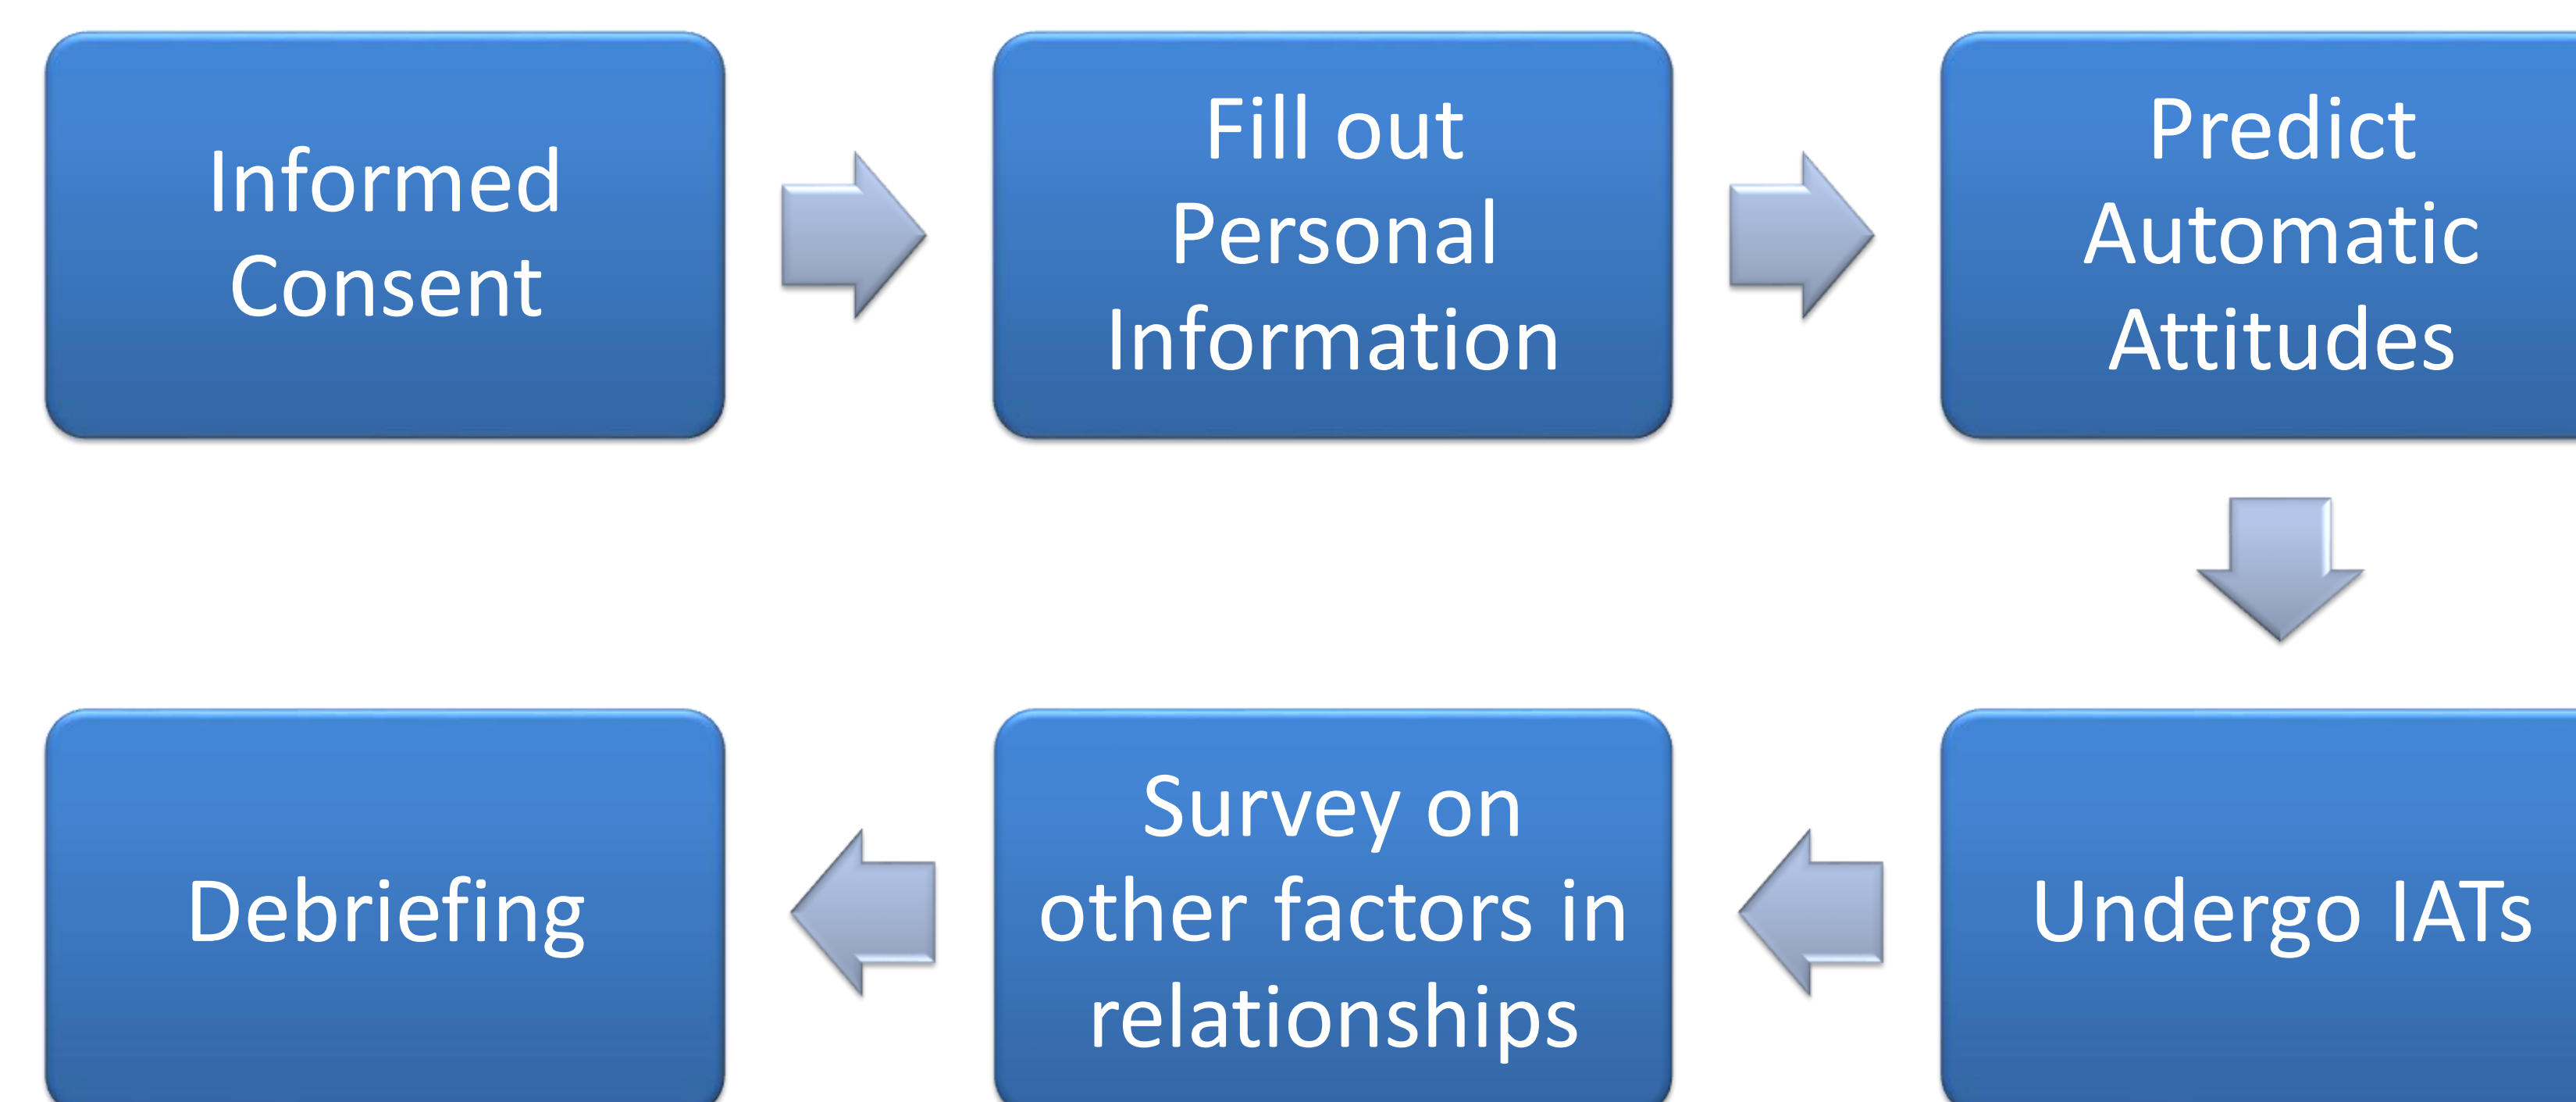 Informed
Consent
Fill out
Personal
Information
Predict
Automatic
Attitudes
Undergo IATs
Survey on
other factors in
relationships
Debriefing